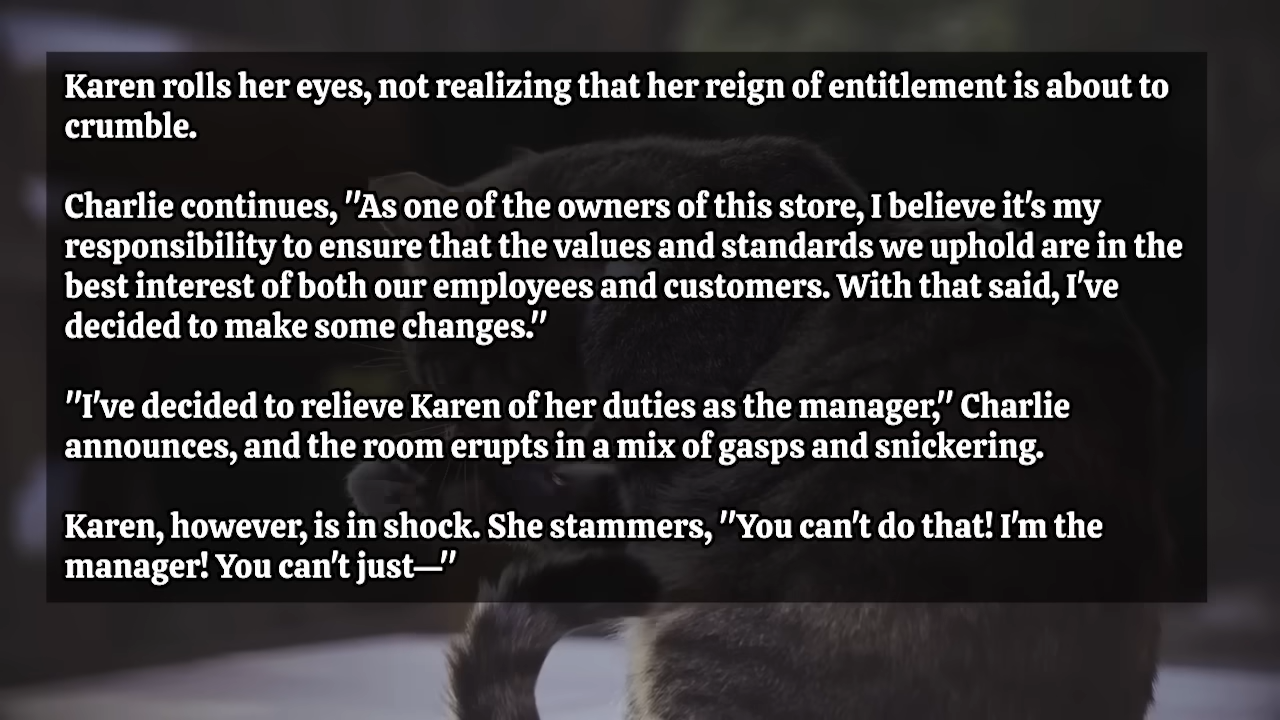 Karen rolls her eyes, not realizing that her reign of entitlement is about to
crumble.
Charlie continues, "As one of the owners of this store, I believe it's my
responsibility to ensure that the values and standards we uphold are in the
best interest of both our employees and customers. With that said, I've
decided to make some changes."
"I've decided to relieve Karen of her duties as the manager," Charlie
announces, and the room erupts in a mix of gasps and snickering.
Karen, however, is in shock. She stammers, "You can't do that! I'm the
manager! You can't just—"